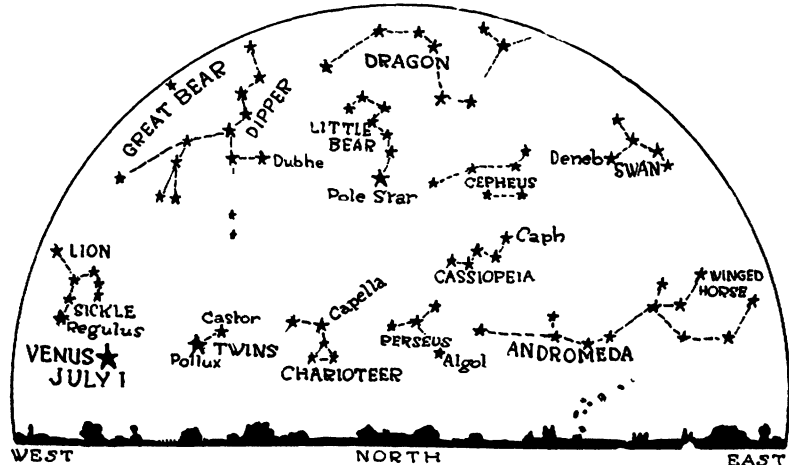 DRAGON
GREAT BEAR
DIPPER
LITTLE
BEAR
Dubhe
Deneb
SWAN
CEPHEUS
Pole Star
Caph
LION
CASSIOPEIA
WINGED
HORSE
Capella
SICKLE
Regulus
Castor
PERSEUS
VENUS
JULY 1
Pollux
TWINS
CHARIOTEER
Algol
ANDROMEDA
WEST
NORTH
EAST